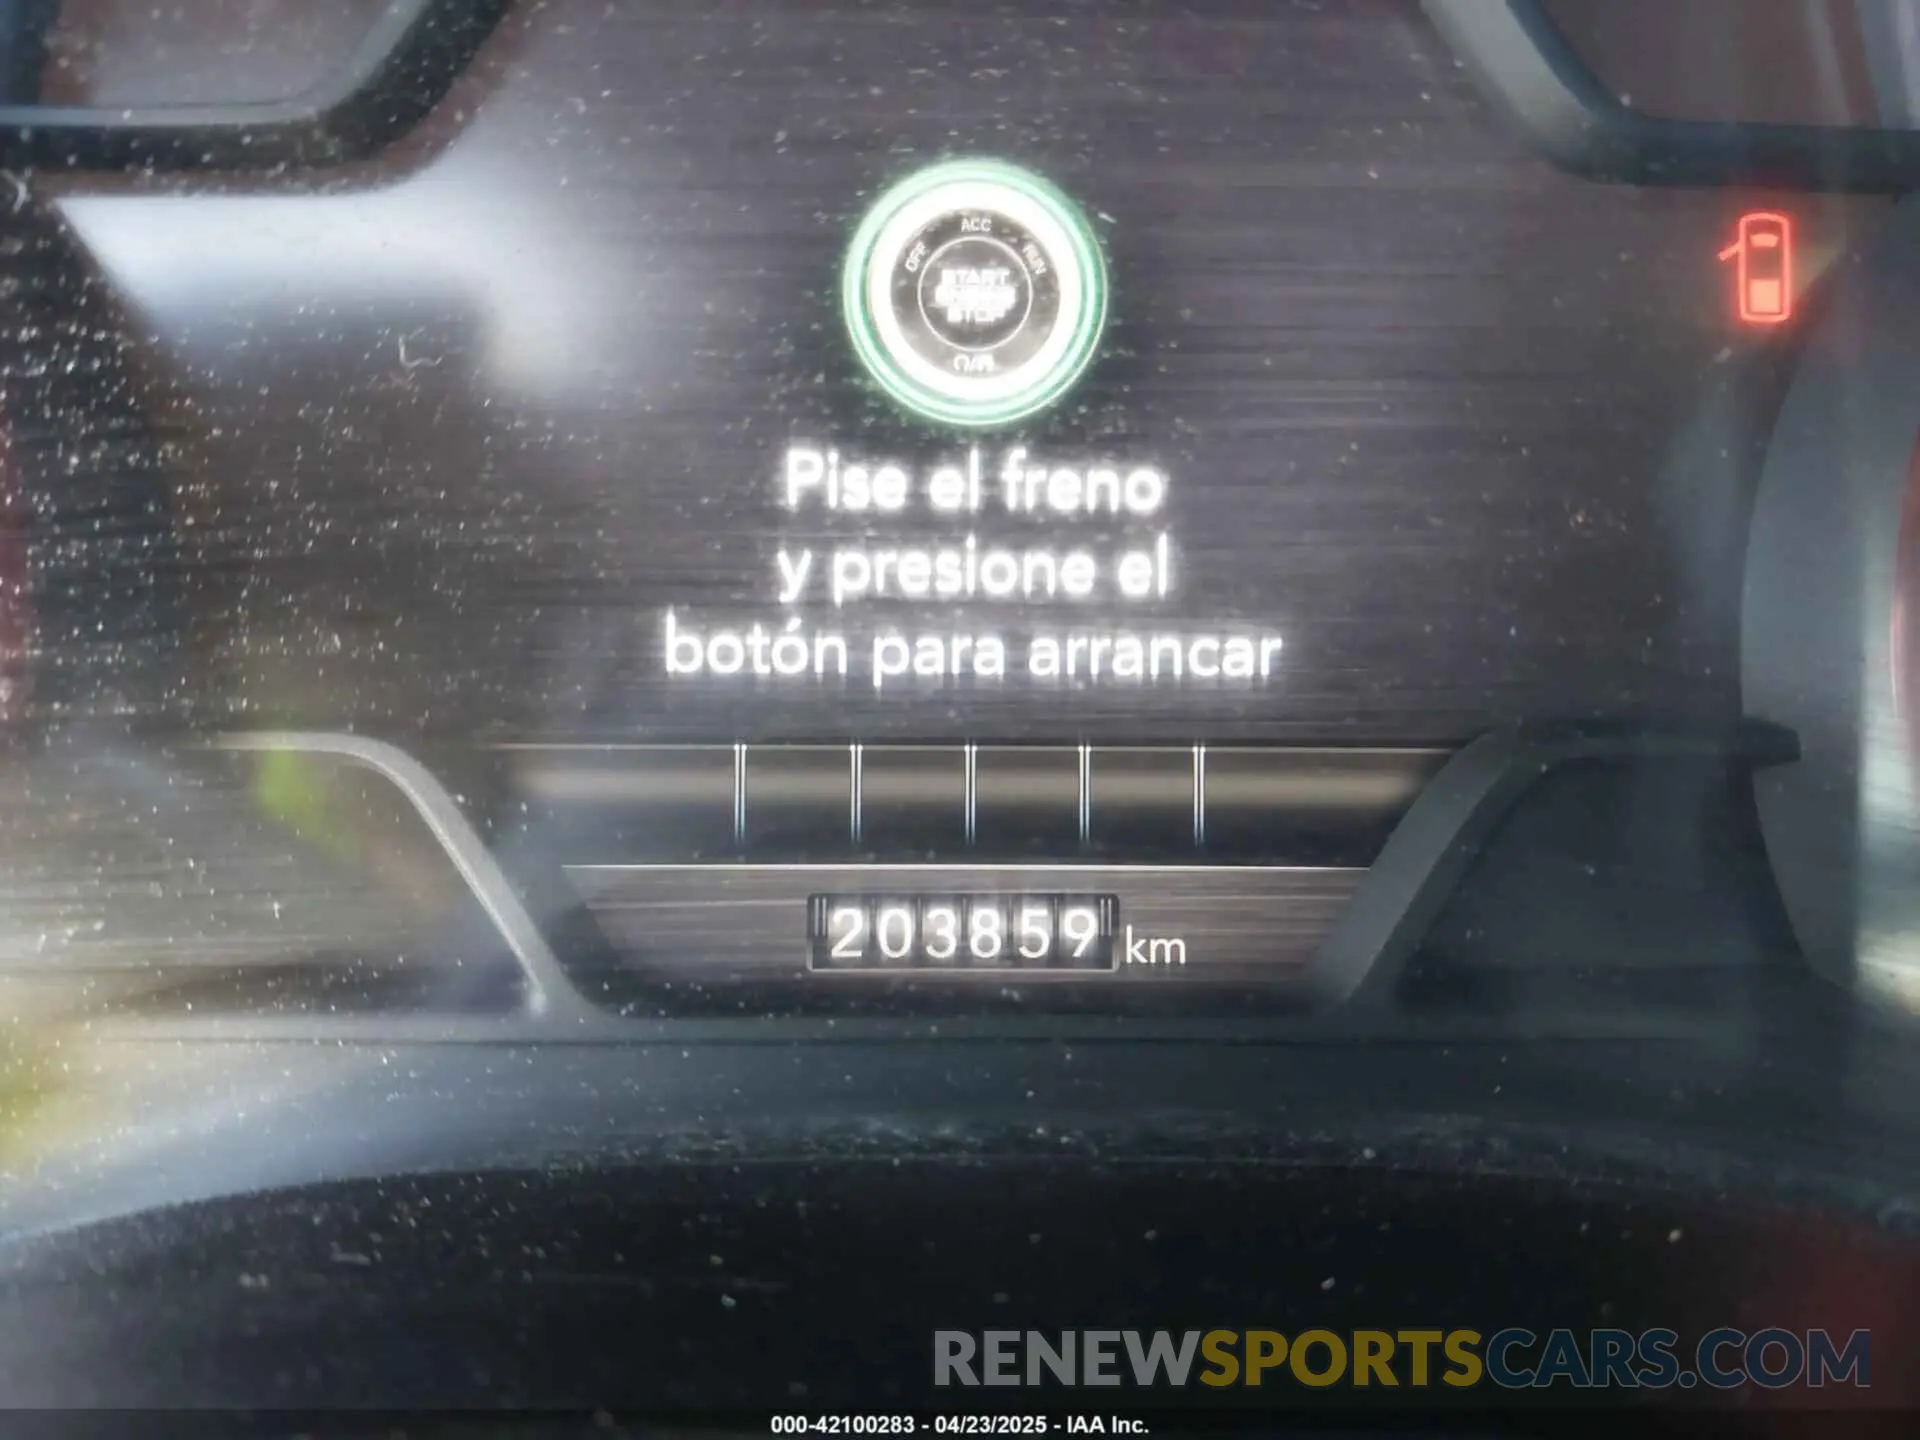 ACC
OFF
RUN
START
STOP
Pise el freno
y presione el
botón para arrancar
203859 km
RENEWSPORTSCARS.COM
000-42100283 - 04/23/2025 - IAA Inc.